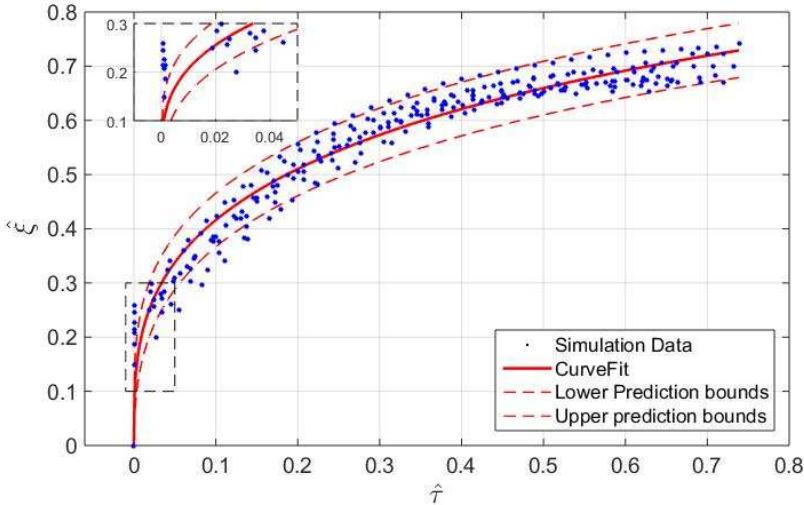 0.8
0.7
0.6
0.5
0.4
0.3
0.2
0.1
0
ξ̂
0.3
0.2
0.1
0 0.02 0.04
Simulation Data
CurveFit
Lower Prediction bounds
Upper prediction bounds
0 0.1 0.2 0.3 0.4 0.5 0.6 0.7 0.8
τ̂